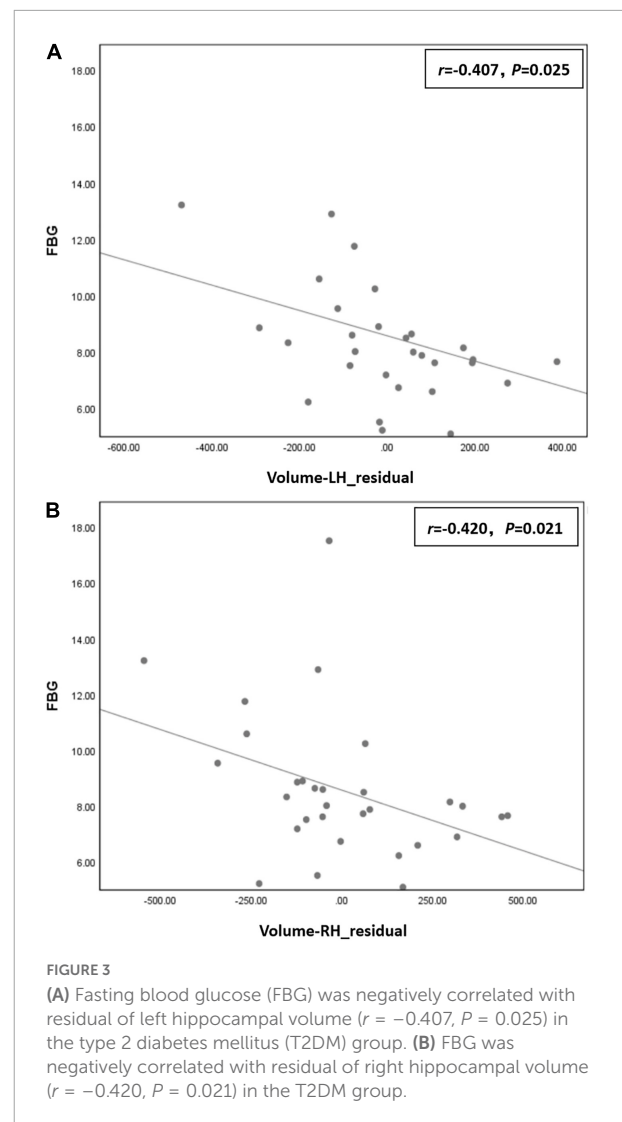 A
r=-0.407, P=0.025
18.00
16.00
14.00
12.00
10.00
8.00
6.00
FBG
-600.00 -400.00 -200.00 .00 200.00 400.00
Volume-LH_residual
B
r=-0.420, P=0.021
18.00
16.00
14.00
12.00
10.00
8.00
6.00
FBG
-500.00 -250.00 .00 250.00 500.00
Volume-RH_residual
FIGURE 3
(A) Fasting blood glucose (FBG) was negatively correlated with
residual of left hippocampal volume (r = −0.407, P = 0.025) in
the type 2 diabetes mellitus (T2DM) group. (B) FBG was
negatively correlated with residual of right hippocampal volume
(r = −0.420, P = 0.021) in the T2DM group.